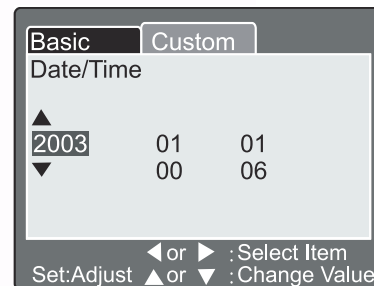 Basic Custom
Date/Time
▲
2003 01 01
▼ 00 06
◀ or ▶ :Select Item
Set:Adjust ▲ or ▼ :Change Value